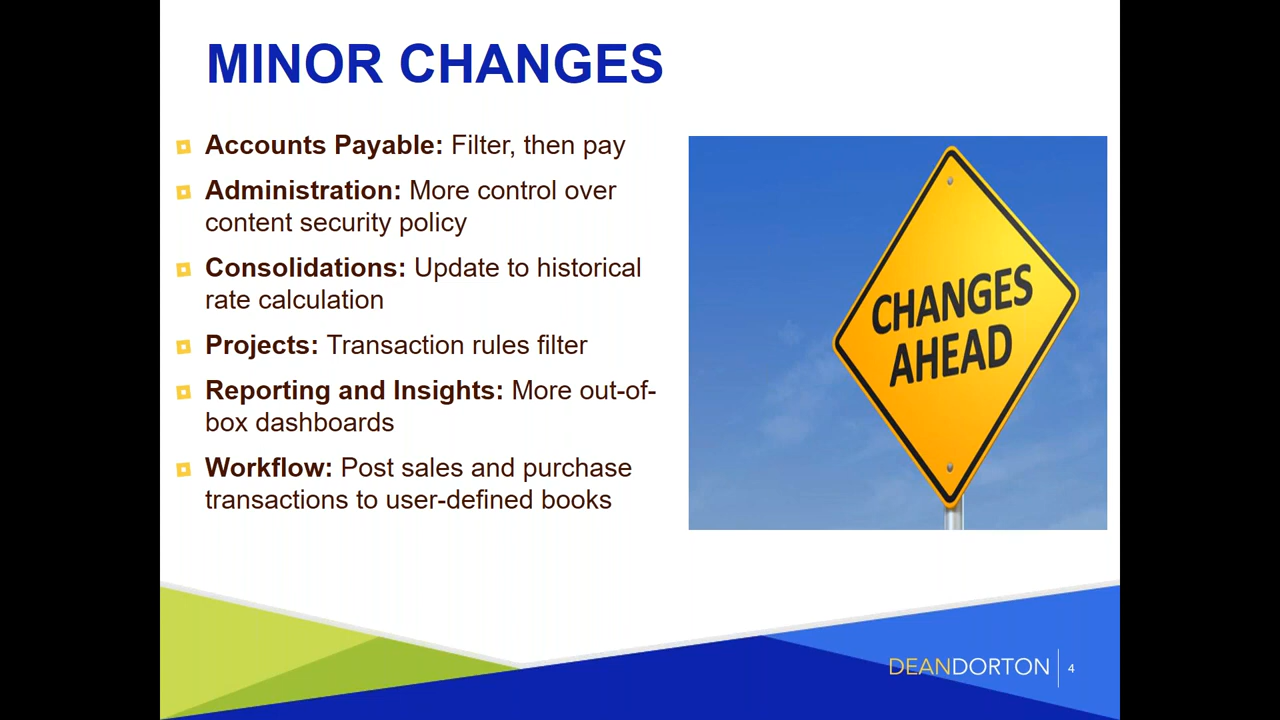 MINOR CHANGES
Accounts Payable: Filter, then pay
Administration: More control over
content security policy
Consolidations: Update to historical
rate calculation
Projects: Transaction rules filter
Reporting and Insights: More out-of-
box dashboards
Workflow: Post sales and purchase
transactions to user-defined books
CHANGES
AHEAD
DEANDORTON
4